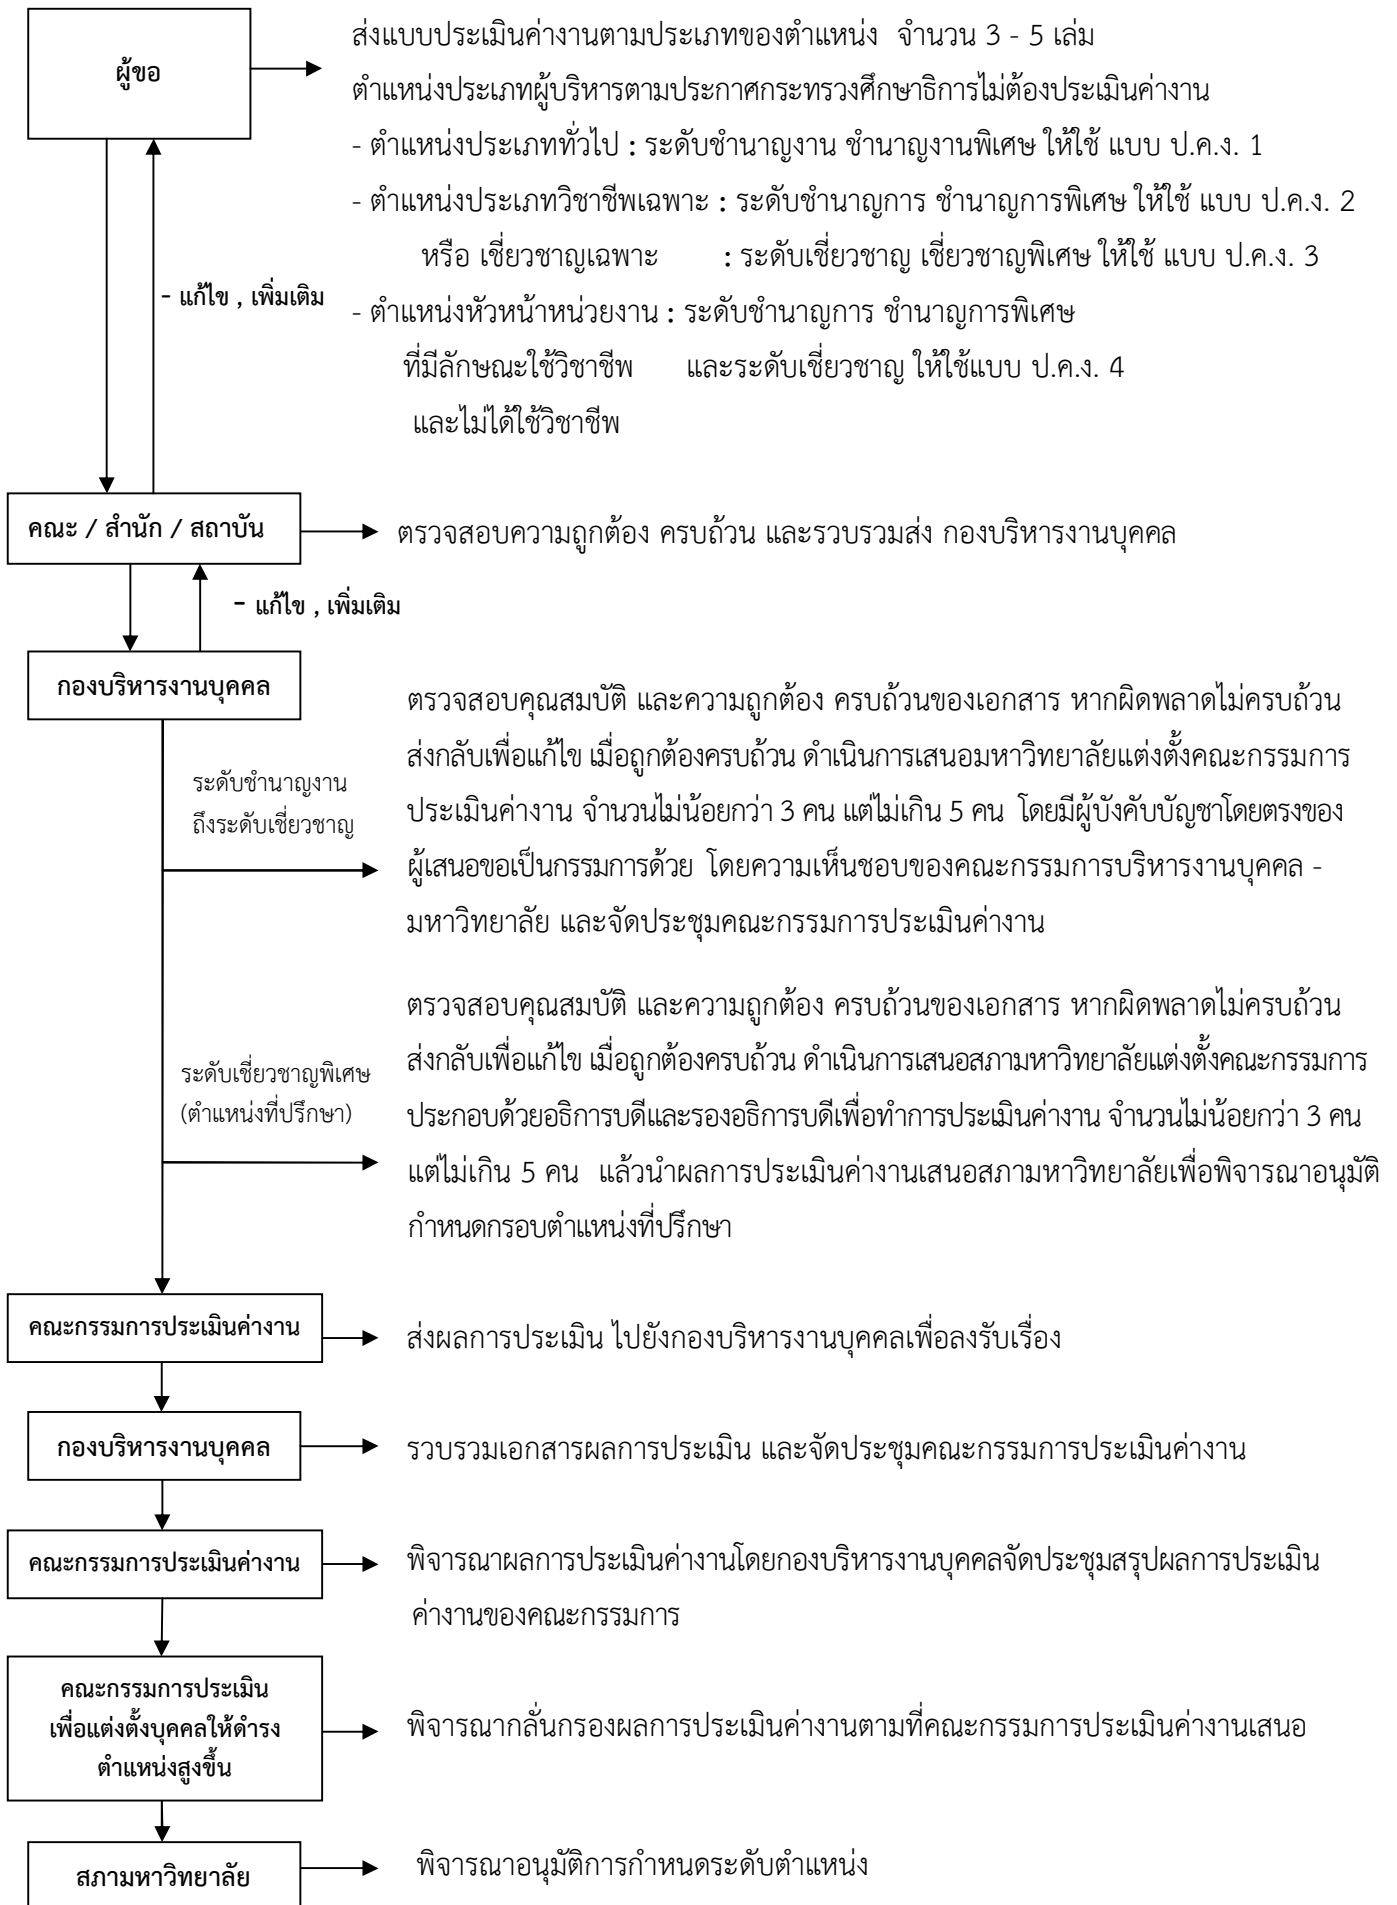 ผู้ขอ
ส่งแบบประเมินค่างานตามประเภทของตำแหน่ง จำนวน 3 - 5 เล่ม
ตำแหน่งประเภทผู้บริหารตามประกาศกระทรวงศึกษาธิการไม่ต้องประเมินค่างาน
- ตำแหน่งประเภททั่วไป : ระดับชำนาญงาน ชำนาญงานพิเศษ ให้ใช้ แบบ ป.ค.ง. 1
- ตำแหน่งประเภทวิชาชีพเฉพาะ : ระดับชำนาญการ ชำนาญการพิเศษ ให้ใช้ แบบ ป.ค.ง. 2
หรือ เชี่ยวชาญเฉพาะ : ระดับเชี่ยวชาญ เชี่ยวชาญพิเศษ ให้ใช้ แบบ ป.ค.ง. 3
- แก้ไข , เพิ่มเติม
- ตำแหน่งหัวหน้าหน่วยงาน : ระดับชำนาญการ ชำนาญการพิเศษ
ที่มีลักษณะใช้วิชาชีพ และระดับเชี่ยวชาญ ให้ใช้แบบ ป.ค.ง. 4
และไม่ได้ใช้วิชาชีพ
คณะ / สำนัก / สถาบัน
ตรวจสอบความถูกต้อง ครบถ้วน และรวบรวมส่ง กองบริหารงานบุคคล
- แก้ไข , เพิ่มเติม
กองบริหารงานบุคคล
ระดับชำนาญงาน
ถึงระดับเชี่ยวชาญ
ตรวจสอบคุณสมบัติ และความถูกต้อง ครบถ้วนของเอกสาร หากผิดพลาดไม่ครบถ้วน
ส่งกลับเพื่อแก้ไข เมื่อถูกต้องครบถ้วน ดำเนินการเสนอมหาวิทยาลัยแต่งตั้งคณะกรรมการ
ประเมินค่างาน จำนวนไม่น้อยกว่า 3 คน แต่ไม่เกิน 5 คน โดยมีผู้บังคับบัญชาโดยตรงของ
ผู้เสนอขอเป็นกรรมการด้วย โดยความเห็นชอบของคณะกรรมการบริหารงานบุคคล -
มหาวิทยาลัย และจัดประชุมคณะกรรมการประเมินค่างาน
ระดับเชี่ยวชาญพิเศษ
(ตำแหน่งที่ปรึกษา)
ตรวจสอบคุณสมบัติ และความถูกต้อง ครบถ้วนของเอกสาร หากผิดพลาดไม่ครบถ้วน
ส่งกลับเพื่อแก้ไข เมื่อถูกต้องครบถ้วน ดำเนินการเสนอสภามหาวิทยาลัยแต่งตั้งคณะกรรมการ
ประกอบด้วยอธิการบดีและรองอธิการบดีเพื่อทำการประเมินค่างาน จำนวนไม่น้อยกว่า 3 คน
แต่ไม่เกิน 5 คน แล้วนำผลการประเมินค่างานเสนอสภามหาวิทยาลัยเพื่อพิจารณาอนุมัติ
กำหนดกรอบตำแหน่งที่ปรึกษา
คณะกรรมการประเมินค่างาน
ส่งผลการประเมิน ไปยังกองบริหารงานบุคคลเพื่อลงรับเรื่อง
กองบริหารงานบุคคล
รวบรวมเอกสารผลการประเมิน และจัดประชุมคณะกรรมการประเมินค่างาน
คณะกรรมการประเมินค่างาน
พิจารณาผลการประเมินค่างานโดยกองบริหารงานบุคคลจัดประชุมสรุปผลการประเมิน
ค่างานของคณะกรรมการ
คณะกรรมการประเมิน
เพื่อแต่งตั้งบุคคลให้ดำรง
ตำแหน่งสูงขึ้น
พิจารณากลั่นกรองผลการประเมินค่างานตามที่คณะกรรมการประเมินค่างานเสนอ
สภามหาวิทยาลัย
พิจารณาอนุมัติการกำหนดระดับตำแหน่ง